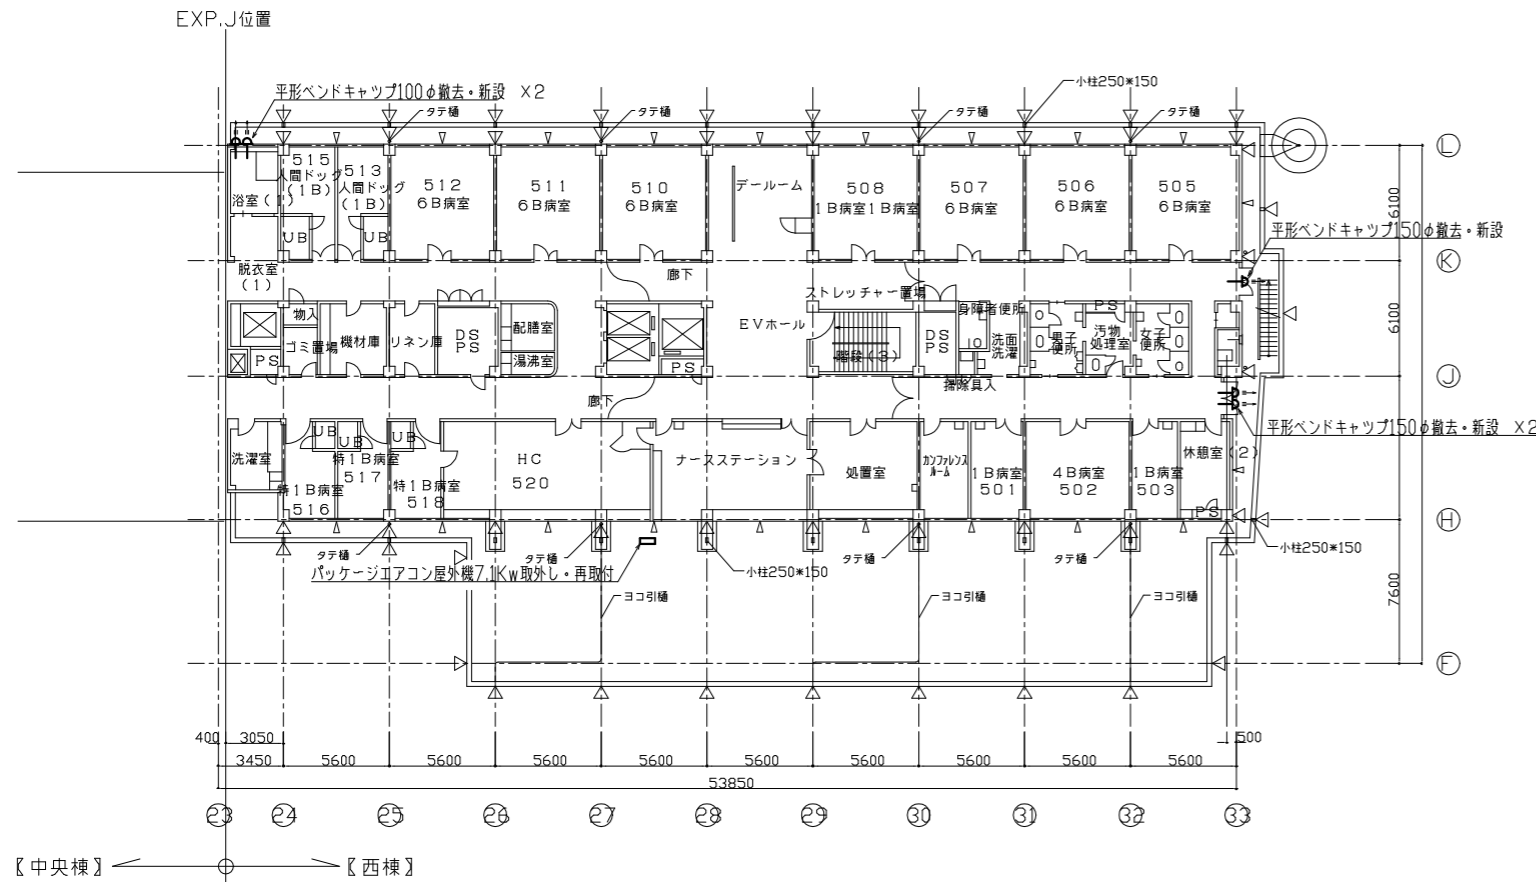 EXP.J位置
平形ベンドキャップ100φ撤去・新設 ×2
小柱250*150
タテ樋
タテ樋
タテ樋
タテ樋
L
515
人間ドッグ
(1B)
513
人間ドッグ
(1B)
512
6B病室
511
6B病室
510
6B病室
デールーム
508
1B病室1B病室
507
6B病室
506
6B病室
505
6B病室
浴室(1)
UB
UB
6100
平形ベンドキャップ150φ撤去・新設
K
脱衣室
(1)
廊下
ストレッチャー置場
物入
ゴミ置場
機材庫
リネン庫
DS
PS
配膳室
湯沸室
EVホール
階段(3)
DS
PS
身障者便所
洗面
洗濯
男子
便所
PS
汚物
処理室
女子
便所
6100
PS
PS
掃除具入
J
廊下
平形ベンドキャップ150φ撤去・新設 ×2
洗濯室
UB
UB
UB
特1B病室
516
特1B病室
517
特1B病室
518
HC
520
ナースステーション
処置室
カンファレンス
ルーム
1B病室
501
4B病室
502
1B病室
503
休憩室(2)
PS
H
タテ樋
タテ樋
タテ樋
タテ樋
小柱250*150
小柱250*150
パッケージエアコン屋外機7.1Kw取外し・再取付
ヨコ引樋
ヨコ引樋
ヨコ引樋
7600
F
400
3050
500
3450
5600
5600
5600
5600
5600
5600
5600
5600
5600
53850
23
24
25
26
27
28
29
30
31
32
33
〖中央棟〗
〖西棟〗